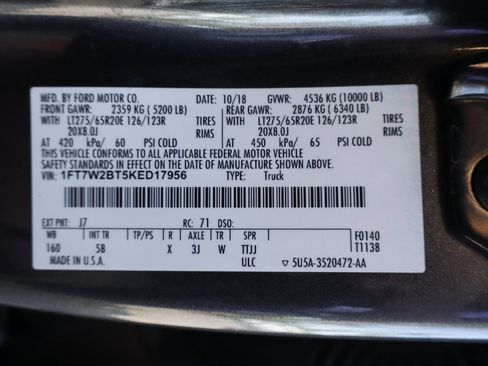 MFD. BY FORD MOTOR CO. 10/18 GVWR: 4536 KG (10000 LB)
FRONT GAWR: 2359 KG ( 5200 LB) REAR GAWR: 2876 KG ( 6340 LB)
WITH LT275/65R20E 126/123R TIRES WITH LT275/65R20E 126/123R TIRES
20X8.0J RIMS 20X8.0J RIMS
AT 420 kPa/ 60 PSI COLD AT 450 kPa/ 65 PSI COLD
THIS VEHICLE CONFORMS TO ALL APPLICABLE FEDERAL MOTOR VEHICLE
SAFETY STANDARDS IN EFFECT ON THE DATE OF MANUFACTURE SHOWN ABOVE.
VIN: 1FT7W2BT5KED17956 TYPE: Truck
EXT PNT: J7 RC: 71 DSO: F0140
WB INT TR TP/PS R AXLE TR SPR T1138
160 5B X 3J W TTJJ
MADE IN U.S.A. ULC ▽ 5U5A-3520472-AA